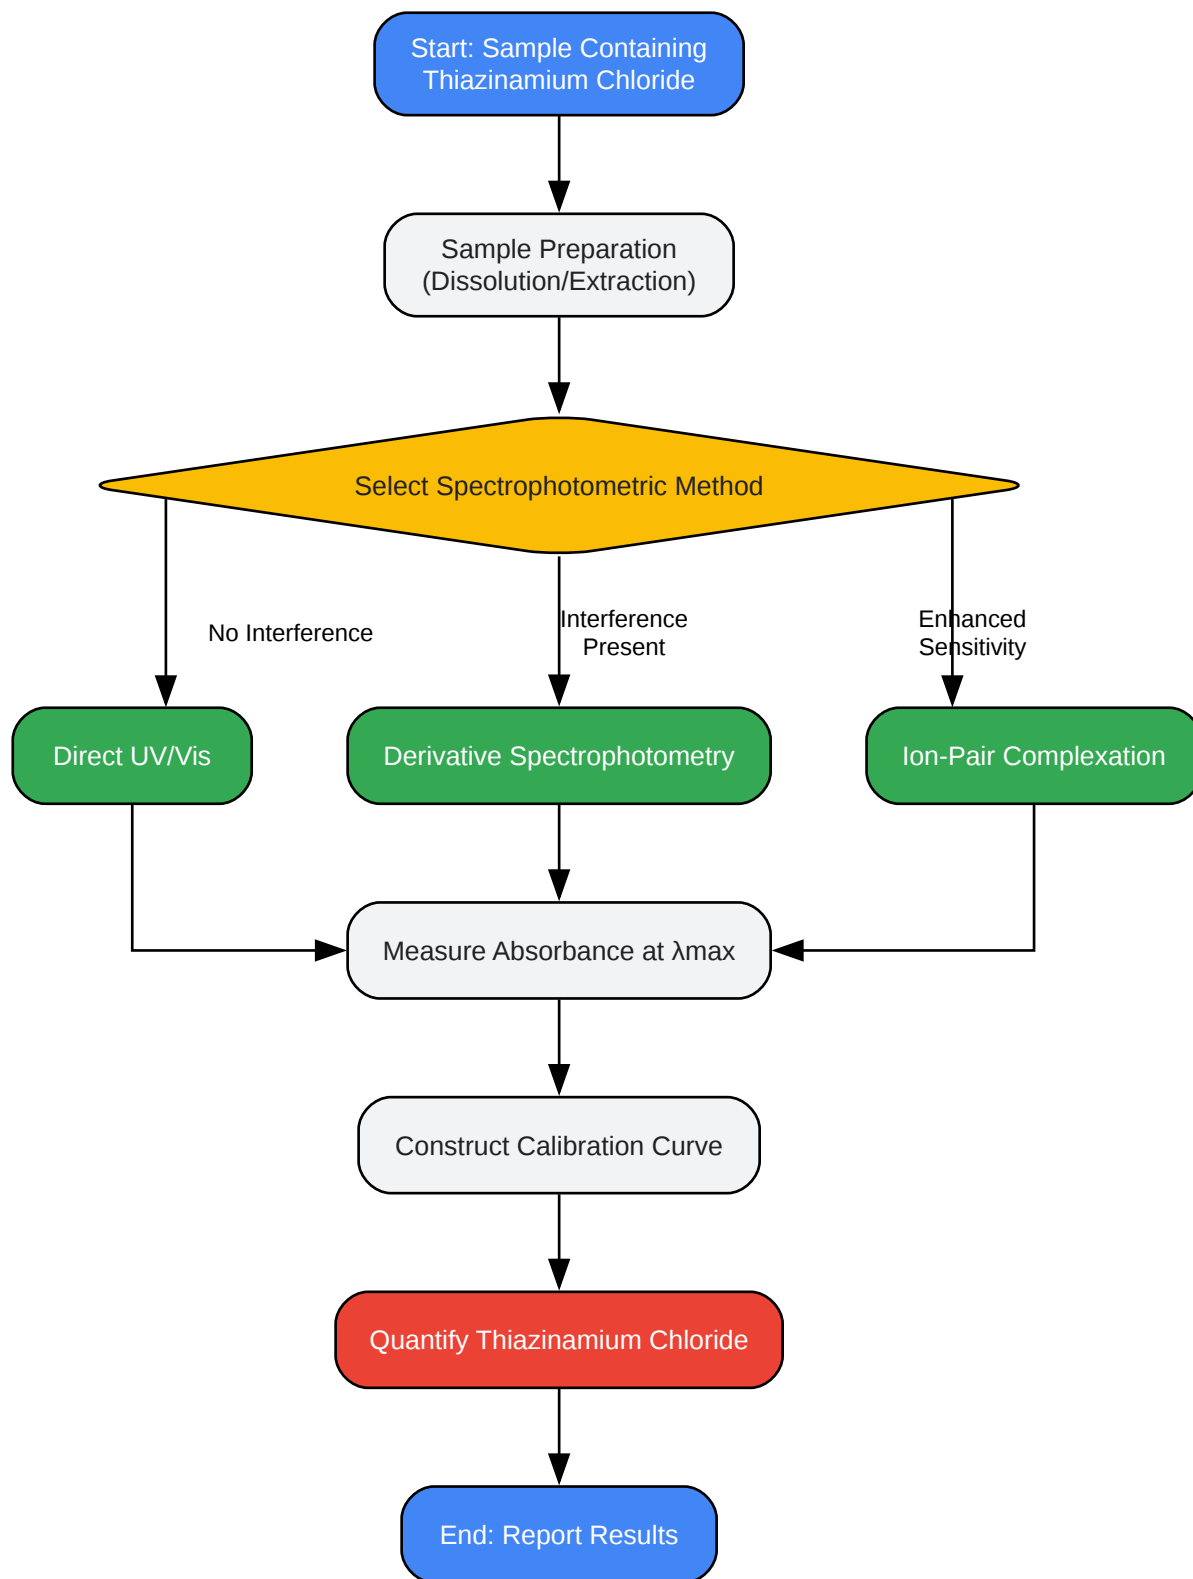 Start: Sample Containing
Thiazinamium Chloride
Sample Preparation
(Dissolution/Extraction)
Select Spectrophotometric Method
No Interference
Interference
Present
Enhanced
Sensitivity
Direct UV/Vis
Derivative Spectrophotometry
Ion-Pair Complexation
Measure Absorbance at λmax
Construct Calibration Curve
Quantify Thiazinamium Chloride
End: Report Results